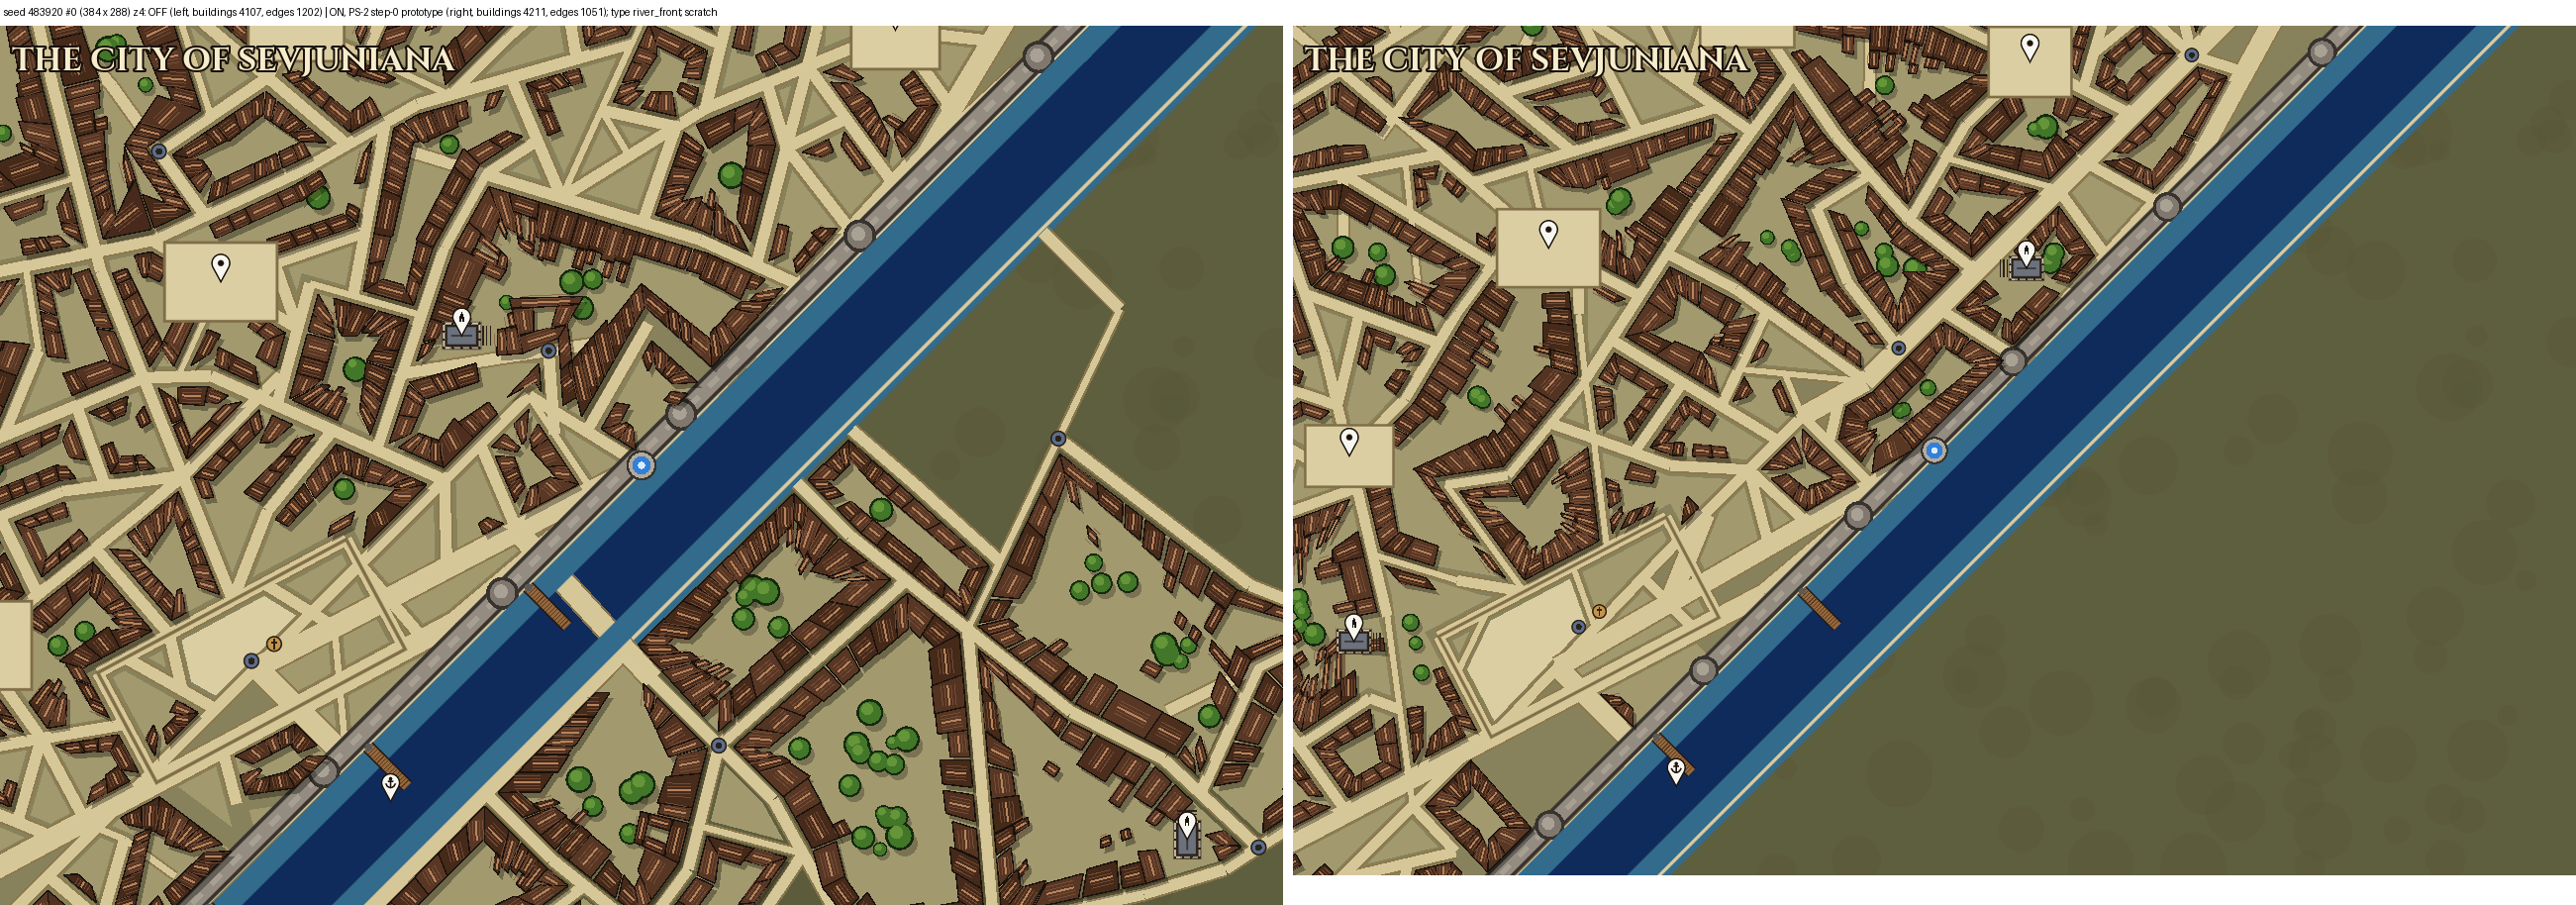 seed 483920 #0 (384 x 288) z4: OFF (left, buildings 4107, edges 1202) | ON, PS-2 step-0 prototype (right, buildings 4211, edges 1051); type river_front; scratch
THE CITY OF SEVJUNIANA
THE CITY OF SEVJUNIANA